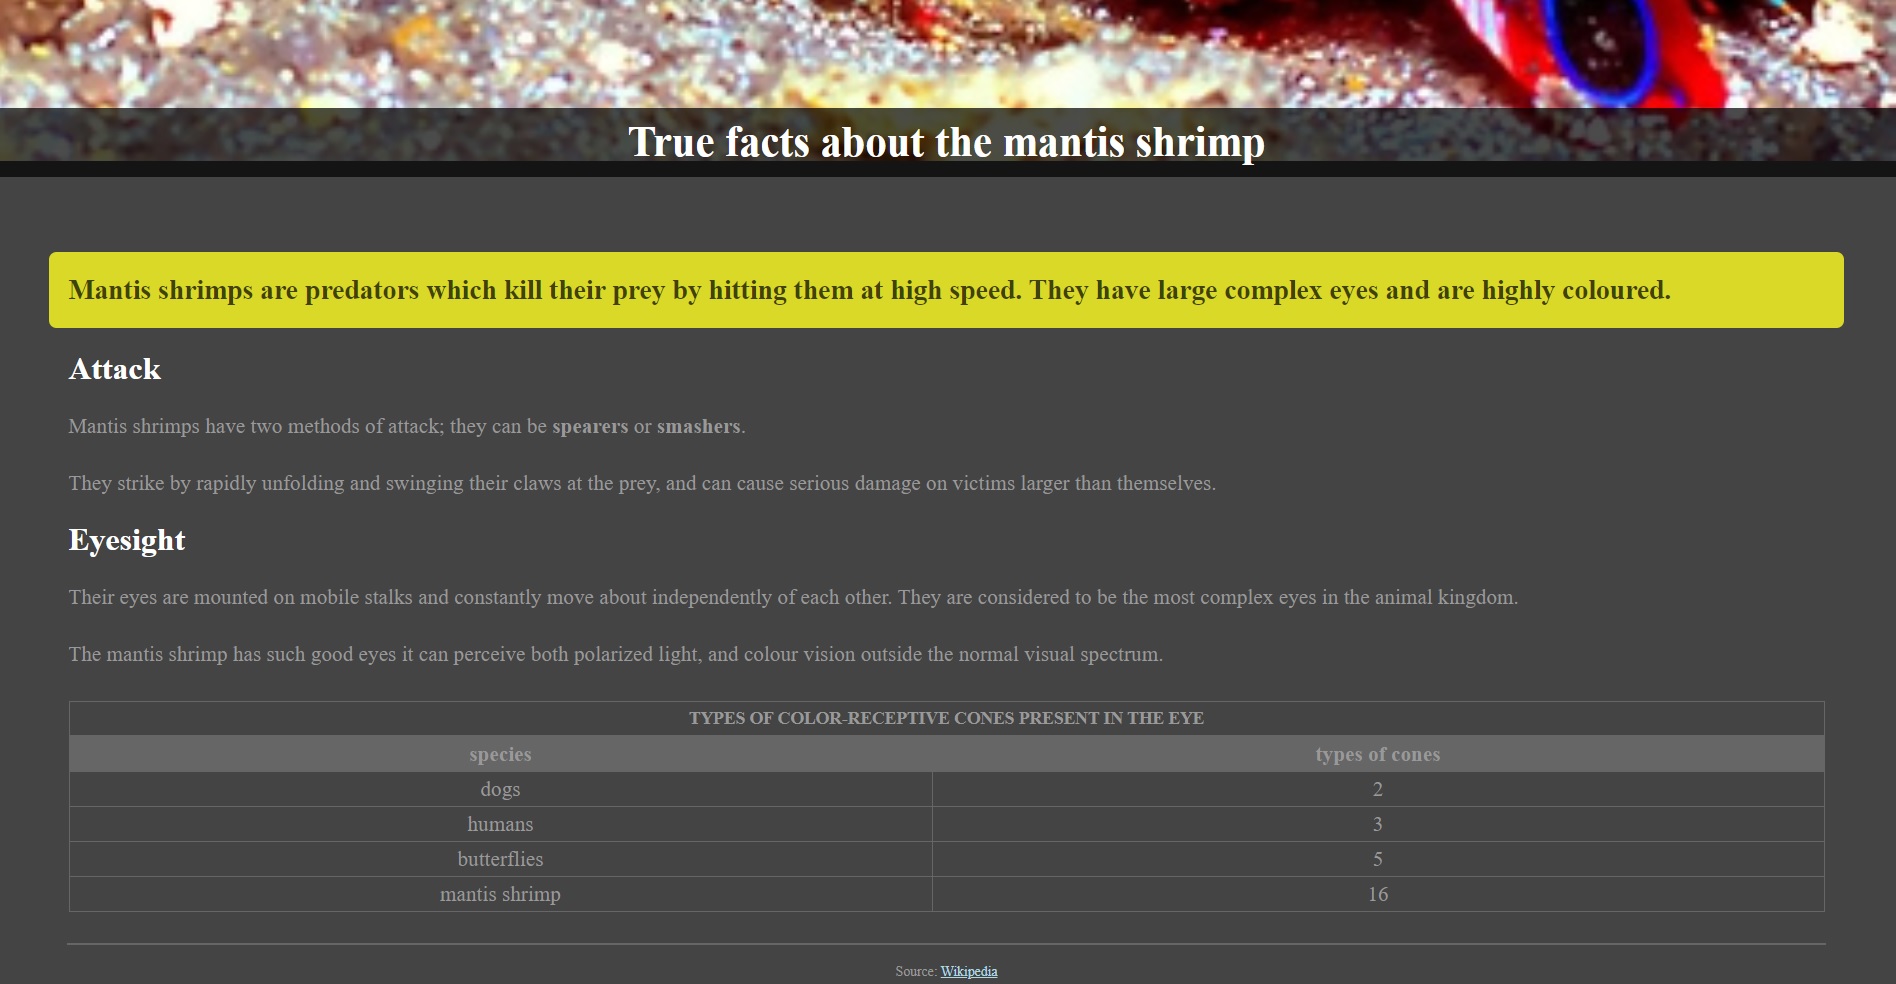 True facts about the mantis shrimp
Mantis shrimps are predators which kill their prey by hitting them at high speed. They have large complex eyes and are highly coloured.
Attack
Mantis shrimps have two methods of attack; they can be spearers or smashers.
They strike by rapidly unfolding and swinging their claws at the prey, and can cause serious damage on victims larger than themselves.
Eyesight
Their eyes are mounted on mobile stalks and constantly move about independently of each other. They are considered to be the most complex eyes in the animal kingdom.
The mantis shrimp has such good eyes it can perceive both polarized light, and colour vision outside the normal visual spectrum.
TYPES OF COLOR-RECEPTIVE CONES PRESENT IN THE EYE
species types of cones
dogs 2
humans 3
butterflies 5
mantis shrimp 16
Source: Wikipedia